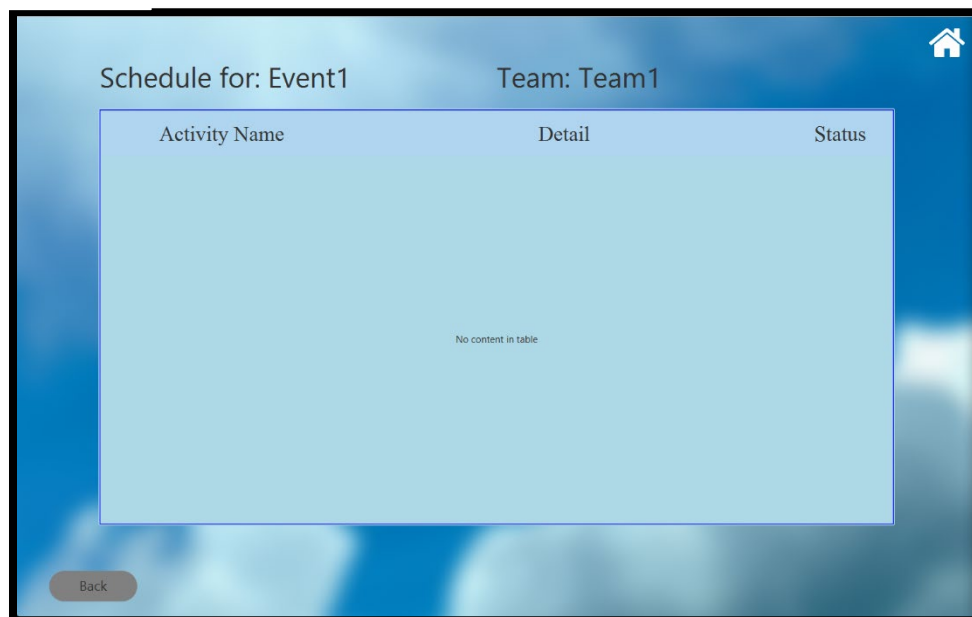 Schedule for: Event1 Team: Team1
Activity Name Detail Status
No content in table
Back